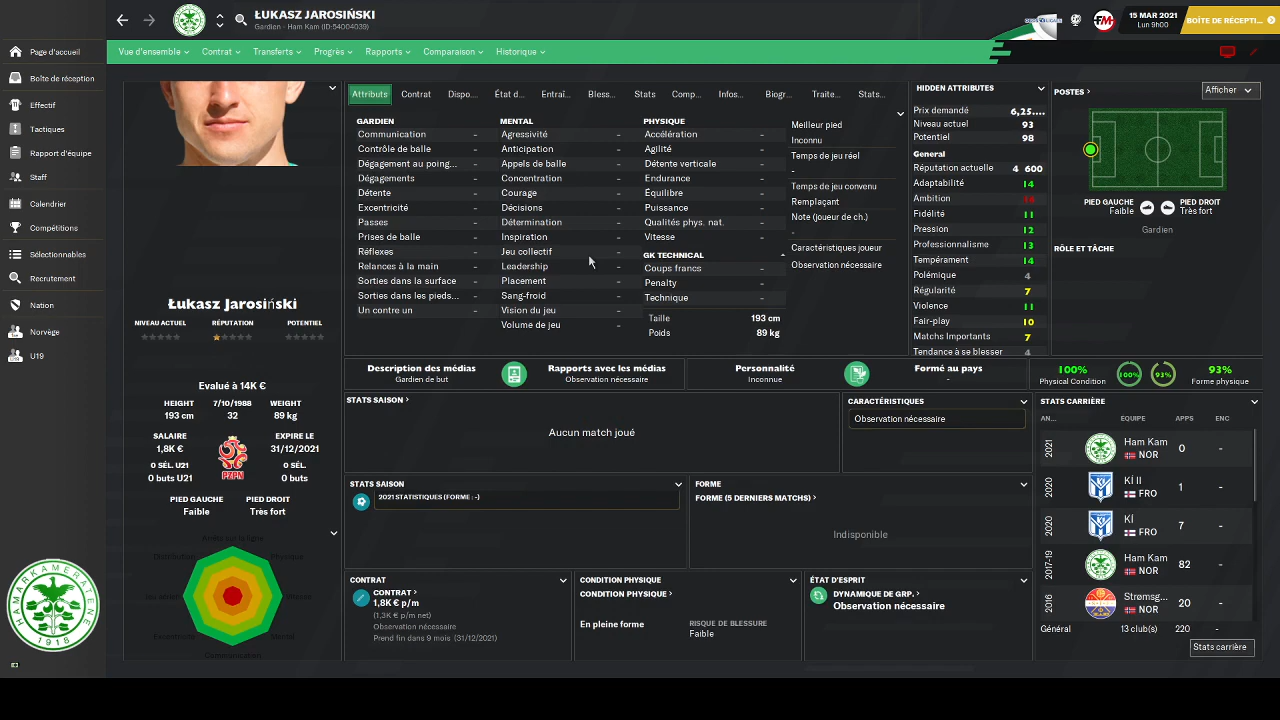 ŁUKASZ JAROSIŃSKI
Gardien - Ham Kam (ID:54004039)
15 MAR 2021
Lun 9h00
BOÎTE DE RÉCEPTI...
Page d'accueil
Boîte de réception
Effectif
Tactiques
Rapport d'équipe
Staff
Calendrier
Compétitions
Sélectionnables
Recrutement
Nation
Norvège
U19
HAMARKAMERATENE
1918
Vue d'ensemble Contrat Transferts Progrès Rapports Comparaison Historique
Łukasz Jarosiński
NIVEAU ACTUEL RÉPUTATION POTENTIEL
Evalué à 14K €
HEIGHT 7/10/1988 WEIGHT
193 cm 32 89 kg
SALAIRE EXPIRE LE
1,8K € 31/12/2021
PZPN
0 SÉL. U21 0 SÉL.
0 buts U21 0 buts
PIED GAUCHE PIED DROIT
Faible Très fort
Arrêts sur la ligne
Distribution Physique
Mental
Excentricité
Communication
Attributs Contrat Dispo... État d... Entraî... Bless... Stats Comp... Infos... Biogr... Traite... Stats...
GARDIEN
Communication -
Contrôle de balle -
Dégagement au poing... -
Dégagements -
Détente -
Excentricité -
Passes -
Prises de balle -
Réflexes -
Relances à la main -
Sorties dans la surface -
Sorties dans les pieds... -
Un contre un -
MENTAL
Agressivité -
Anticipation -
Appels de balle -
Concentration -
Courage -
Décisions -
Détermination -
Inspiration -
Jeu collectif -
Leadership -
Placement -
Sang-froid -
Vision du jeu -
Volume de jeu -
PHYSIQUE
Accélération -
Agilité -
Détente verticale -
Endurance -
Équilibre -
Puissance -
Qualités phys. nat. -
Vitesse -
GK TECHNICAL
Coups francs -
Penalty -
Technique -
Taille 193 cm
Poids 89 kg
Meilleur pied
Inconnu
Temps de jeu réel
-
Temps de jeu convenu
Remplaçant
Note (joueur de ch.)
-
Caractéristiques joueur
Observation nécessaire
HIDDEN ATTRIBUTES
Prix demandé 6,25....
Niveau actuel 93
Potentiel 98
General
Réputation actuelle 4 600
Adaptabilité 14
Ambition
Fidélité 11
Pression 12
Professionnalisme 13
Tempérament 14
Polémique 4
Régularité 7
Violence 11
Fair-play 10
Matchs Importants 7
Tendance à se blesser 4
POSTES
Afficher
PIED GAUCHE PIED DROIT
Faible Très fort
Gardien
RÔLE ET TÂCHE
Description des médias
Gardien de but
Rapports avec les médias
Observation nécessaire
Personnalité
Inconnue
Formé au pays
-
100%
Physical Condition
100%
93%
93%
Forme physique
STATS SAISON
Aucun match joué
CARACTÉRISTIQUES
Observation nécessaire
STATS SAISON
2021 STATISTIQUES (FORME : -)
FORME
FORME (5 DERNIERS MATCHS)
Indisponible
CONTRAT
CONTRAT
1,8K € p/m
(1,3K € p/m net)
Observation nécessaire
Prend fin dans 9 mois (31/12/2021)
CONDITION PHYSIQUE
CONDITION PHYSIQUE
En pleine forme
RISQUE DE BLESSURE
Faible
ÉTAT D'ESPRIT
DYNAMIQUE DE GRP.
Observation nécessaire
STATS CARRIÈRE
AN... EQUIPE APPS ENC
2021 Ham Kam NOR 0 -
2020 KÍ II FRO 1 -
2020 KÍ FRO 7 -
2017-19 Ham Kam NOR 82 -
2016 Strømsg... NOR 20 -
Général 13 club(s) 220 -
Stats carrière